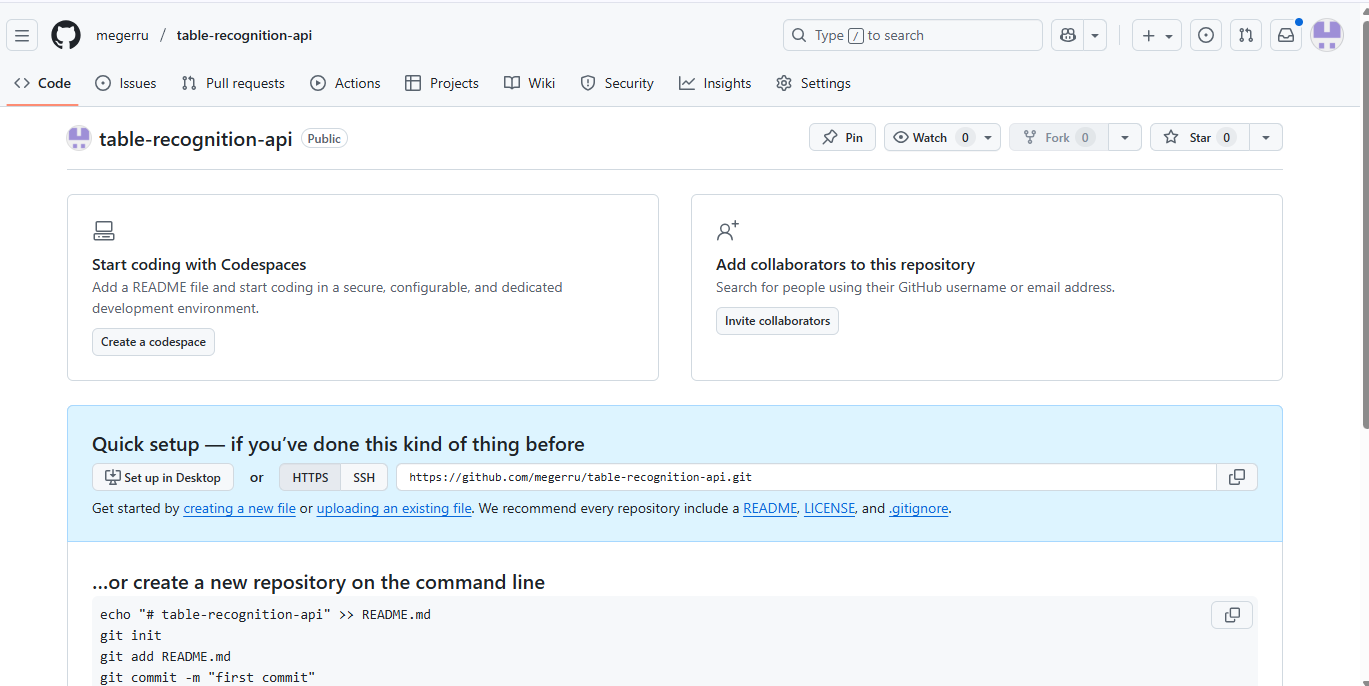 megerru / table-recognition-api
Type / to search
Code Issues Pull requests Actions Projects Wiki Security Insights Settings
table-recognition-api Public
Pin Watch 0 Fork 0 Star 0
Start coding with Codespaces
Add a README file and start coding in a secure, configurable, and dedicated
development environment.
Create a codespace
Add collaborators to this repository
Search for people using their GitHub username or email address.
Invite collaborators
Quick setup — if you’ve done this kind of thing before
Set up in Desktop or HTTPS SSH https://github.com/megerru/table-recognition-api.git
Get started by creating a new file or uploading an existing file. We recommend every repository include a README, LICENSE, and .gitignore.
…or create a new repository on the command line
echo "# table-recognition-api" >> README.md
git init
git add README.md
git commit -m "first commit"